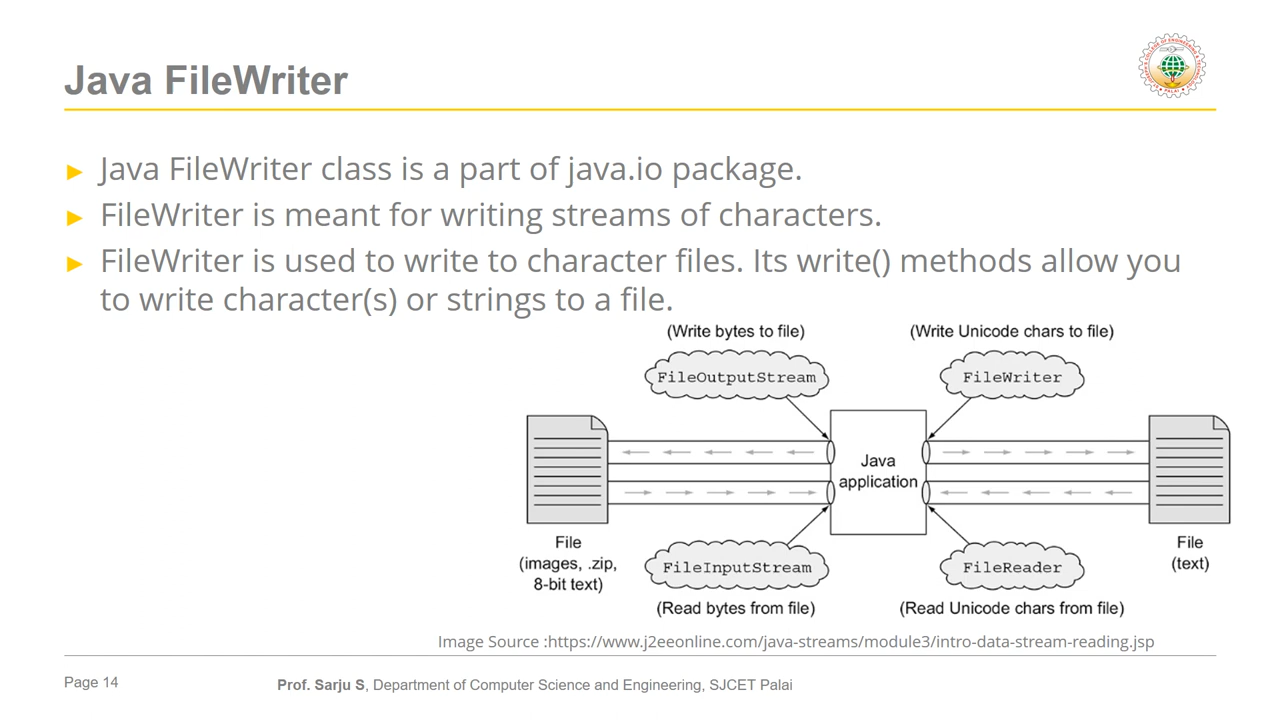 Java FileWriter
Java FileWriter class is a part of java.io package.
FileWriter is meant for writing streams of characters.
FileWriter is used to write to character files. Its write() methods allow you
to write character(s) or strings to a file.
(Write bytes to file)
(Write Unicode chars to file)
FileOutputStream
FileWriter
Java
application
File
(images, .zip,
8-bit text)
FileInputStream
FileReader
File
(text)
(Read bytes from file)
(Read Unicode chars from file)
Image Source :https://www.j2eeonline.com/java-streams/module3/intro-data-stream-reading.jsp
Page 14
Prof. Sarju S, Department of Computer Science and Engineering, SJCET Palai